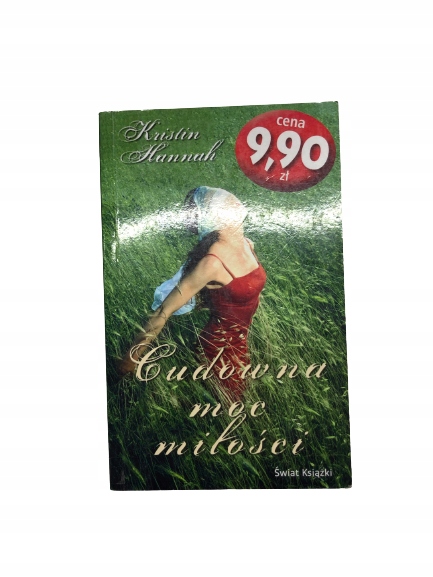 Kristin
Hannah
cena
9,90
zł
Cudowna
moc
miłości
Świat Książki